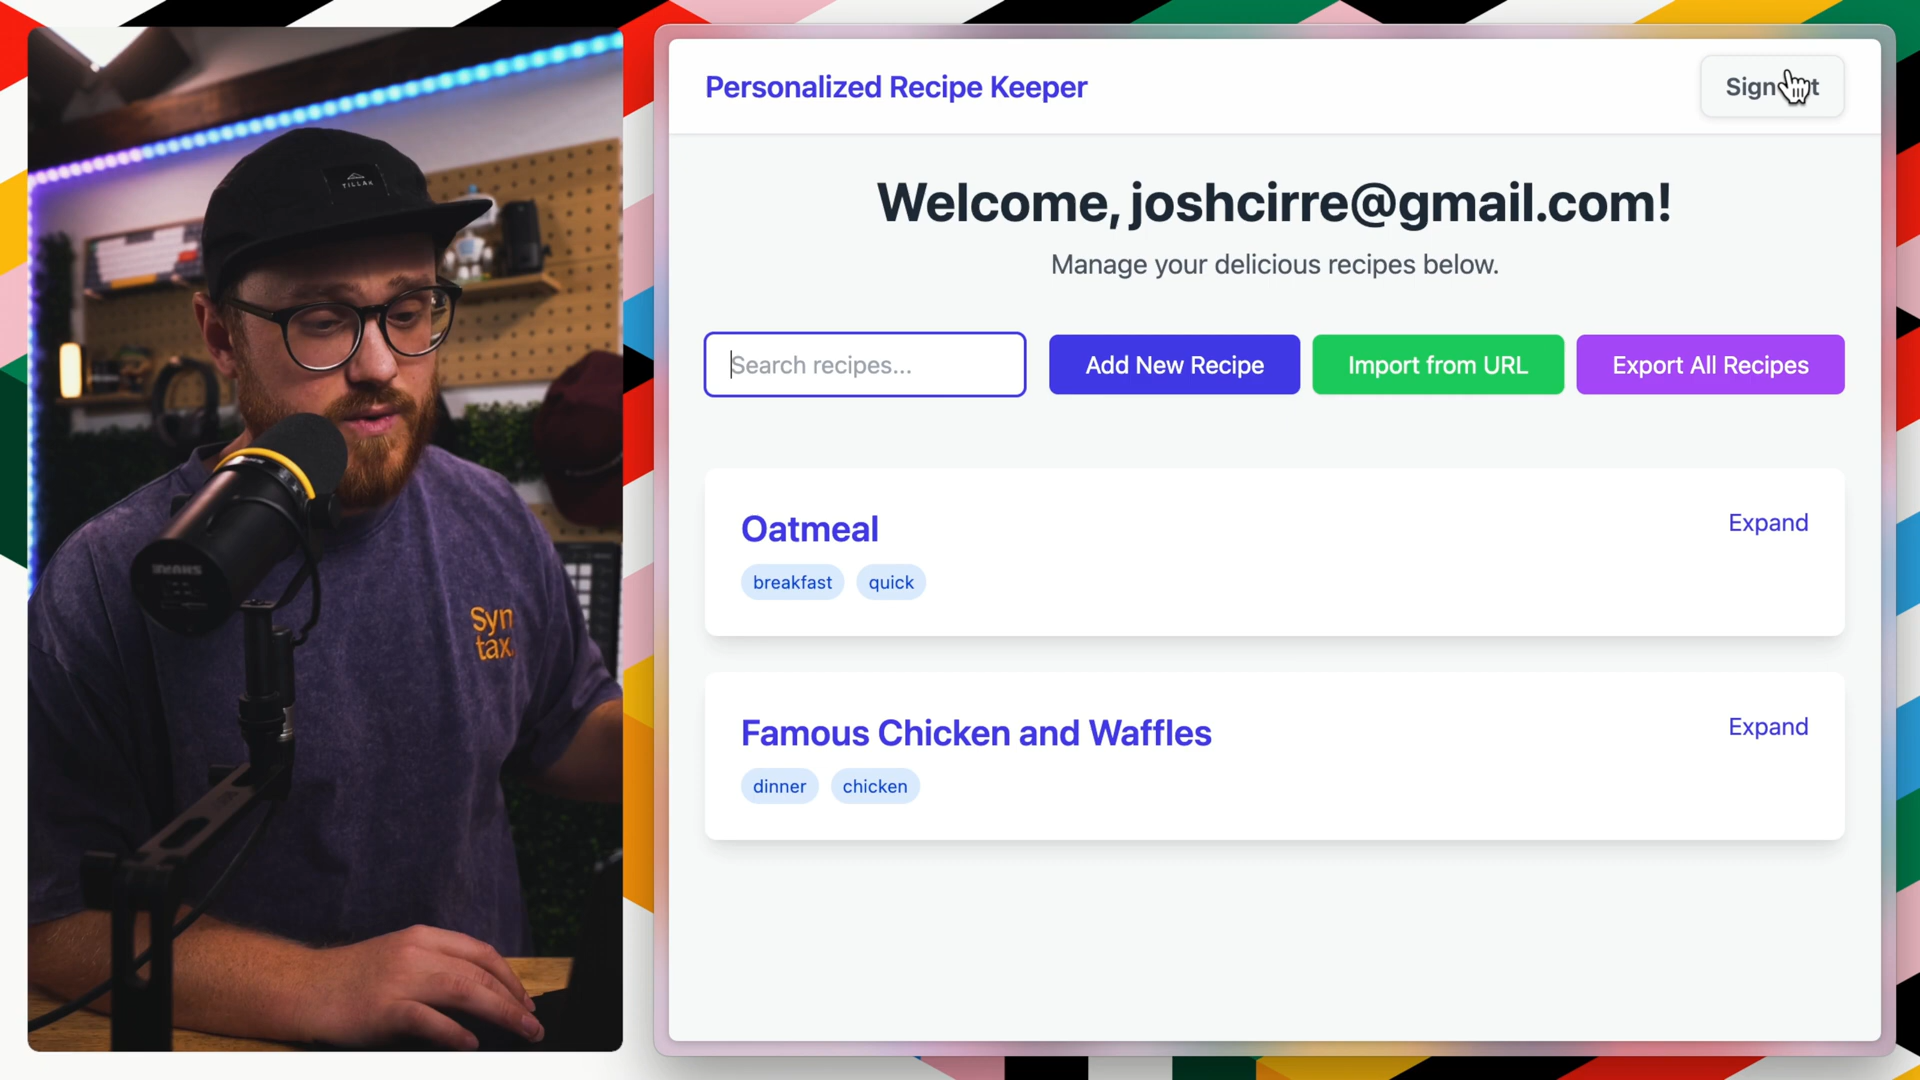 TILLAK
Syn
tax.
Personalized Recipe Keeper
Welcome, joshcirre@gmail.com!
Manage your delicious recipes below.
Search recipes...
Add New Recipe
Import from URL
Export All Recipes
Oatmeal
Expand
breakfast
quick
Famous Chicken and Waffles
Expand
dinner
chicken